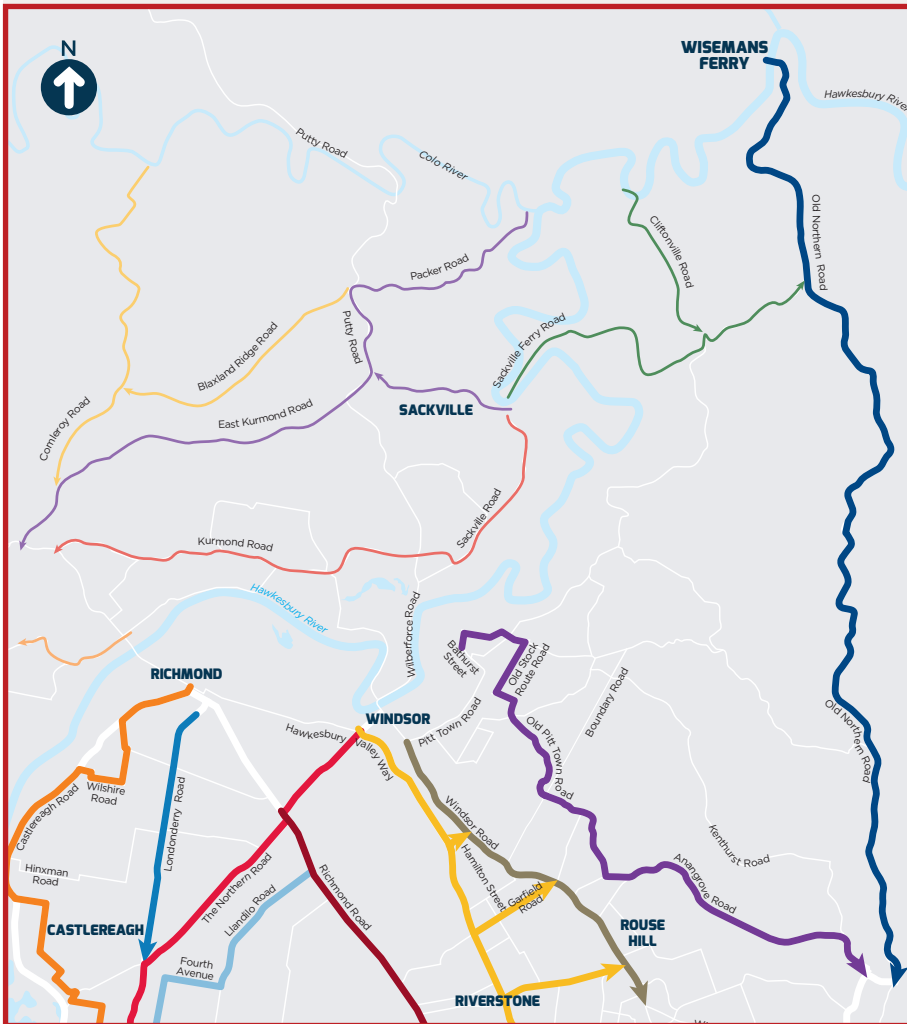 N
WISEMANS
FERRY
Hawkesbury River
Putty Road
Colo River
Old Northern Road
Cliftonville Road
Packer Road
Putty Road
Sackville Ferry Road
Blaxland Ridge Road
Comleroy Road
SACKVILLE
East Kurmond Road
Sackville Road
Kurmond Road
Hawkesbury River
Wilberforce Road
Bathurst
Street
Old Stock
Route Road
RICHMOND
Boundary Road
WINDSOR
Pitt Town Road
Hawkesbury Valley Way
Old Pitt Town Road
Old Northern Road
Wilshire
Road
Castlereagh Road
Londonderry Road
Windsor Road
Kenthurst Road
Hamilton Street
Hinxman
Road
The Northern Road
Richmond Road
Anangrove Road
Garfield
Road
Llandilo Road
CASTLEREAGH
ROUSE
HILL
Fourth
Avenue
RIVERSTONE